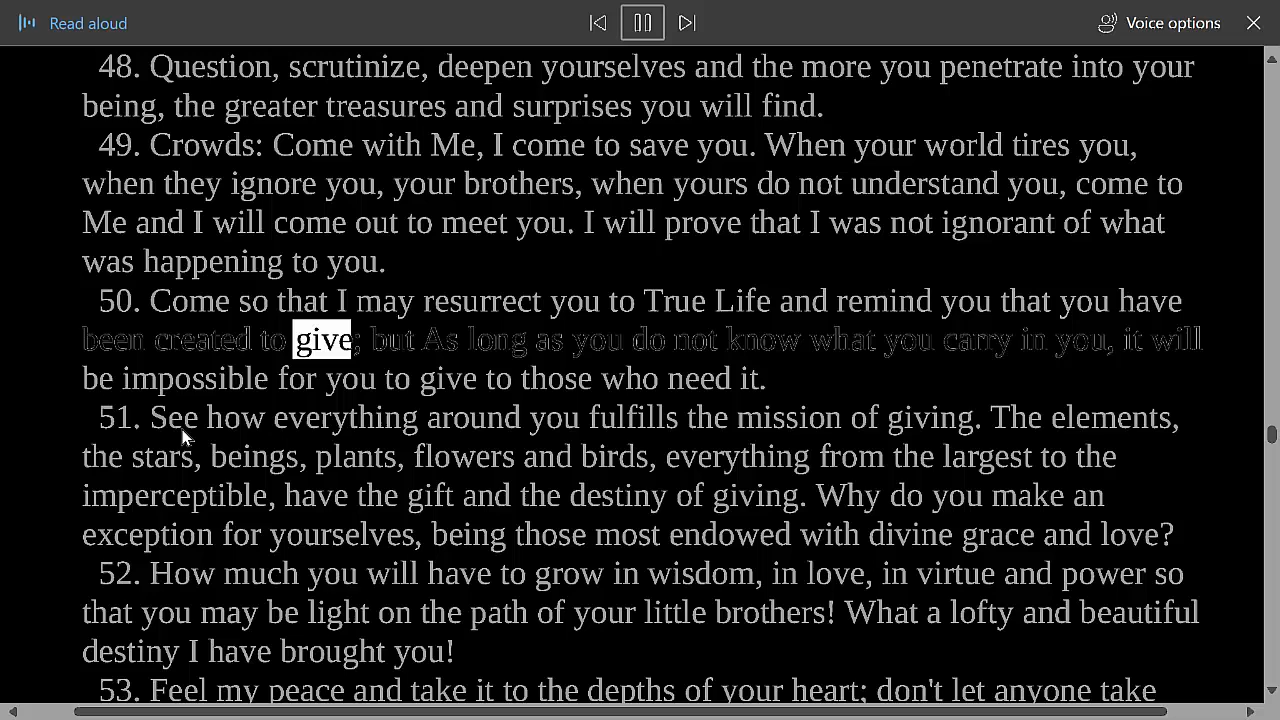 Read aloud
Voice options
48. Question, scrutinize, deepen yourselves and the more you penetrate into your
being, the greater treasures and surprises you will find.
49. Crowds: Come with Me, I come to save you. When your world tires you,
when they ignore you, your brothers, when yours do not understand you, come to
Me and I will come out to meet you. I will prove that I was not ignorant of what
was happening to you.
50. Come so that I may resurrect you to True Life and remind you that you have
been created to give; but As long as you do not know what you carry in you, it will
be impossible for you to give to those who need it.
51. See how everything around you fulfills the mission of giving. The elements,
the stars, beings, plants, flowers and birds, everything from the largest to the
imperceptible, have the gift and the destiny of giving. Why do you make an
exception for yourselves, being those most endowed with divine grace and love?
52. How much you will have to grow in wisdom, in love, in virtue and power so
that you may be light on the path of your little brothers! What a lofty and beautiful
destiny I have brought you!
53. Feel my peace and take it to the depths of your heart; don't let anyone take